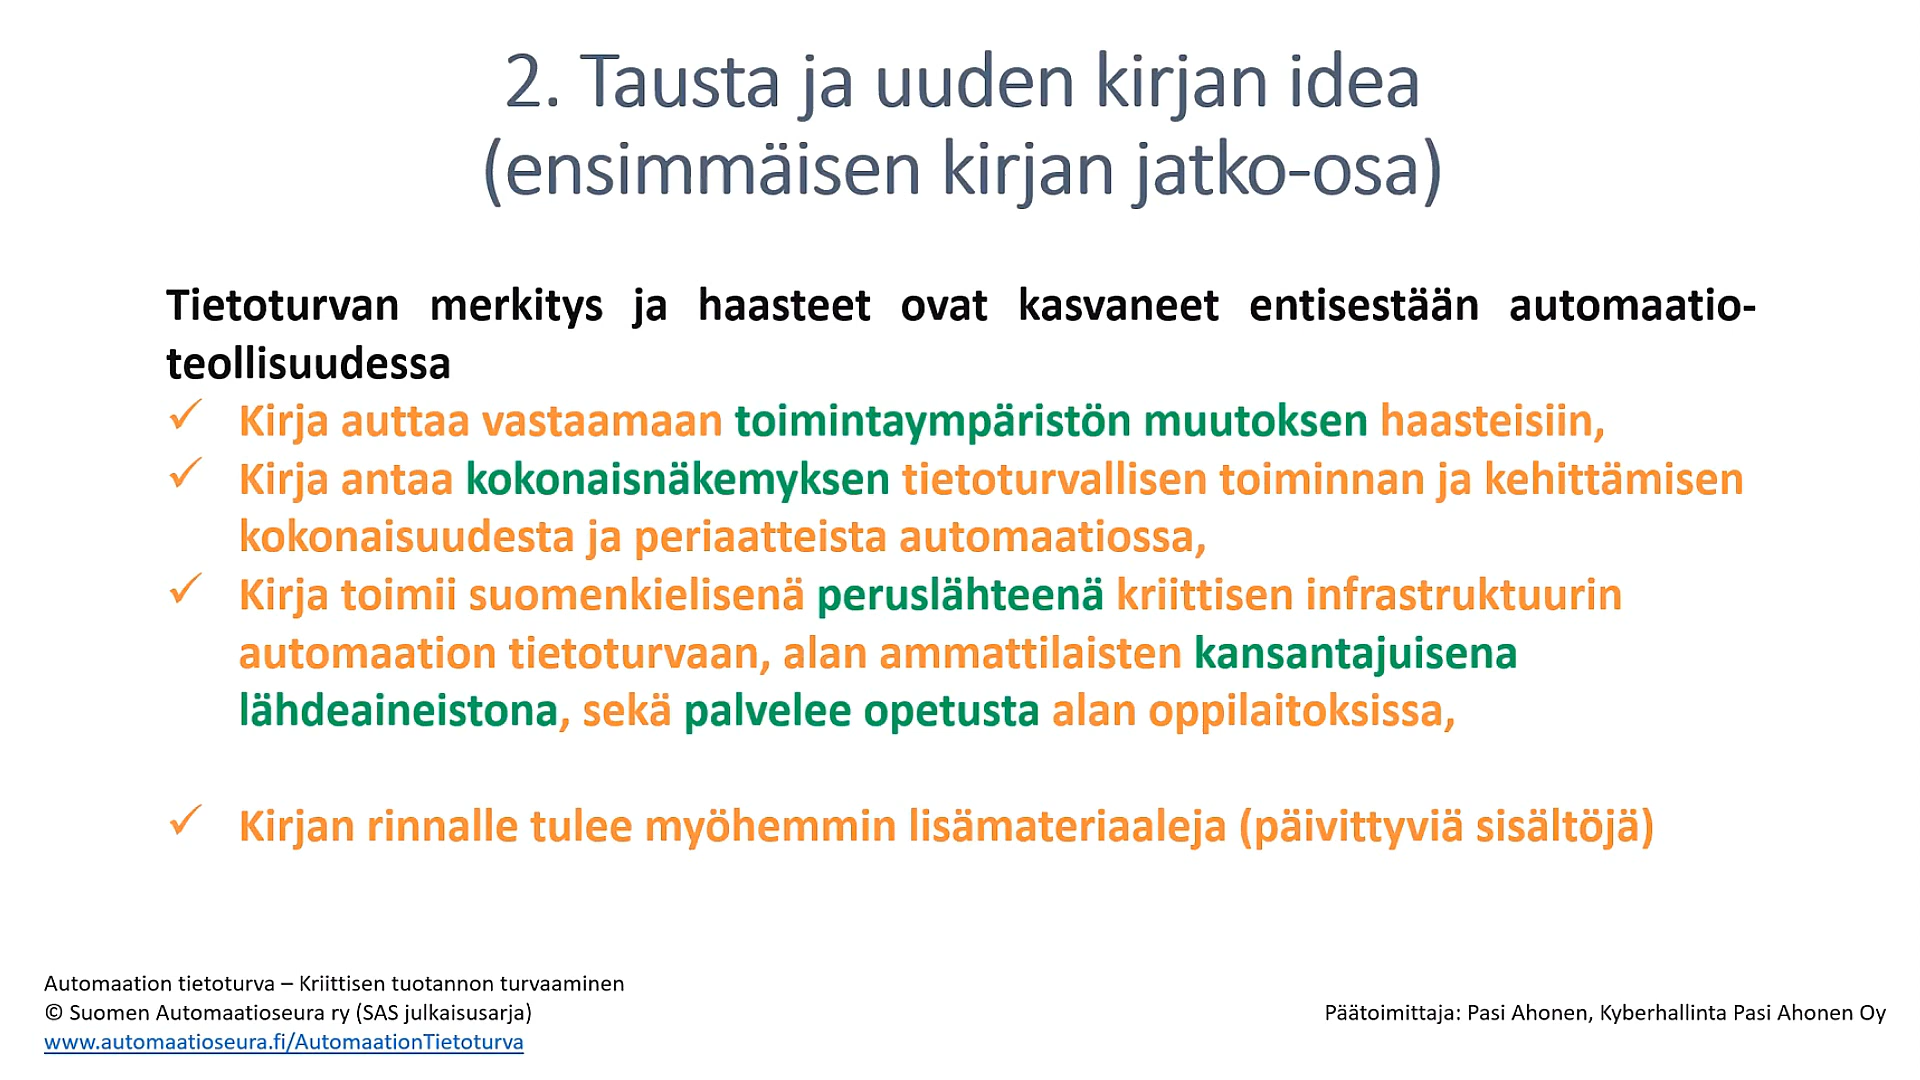 2. Tausta ja uuden kirjan idea
(ensimmäisen kirjan jatko-osa)
Tietoturvan merkitys ja haasteet ovat kasvaneet entisestään automaatio-
teollisuudessa
✓ Kirja auttaa vastaamaan toimintaympäristön muutoksen haasteisiin,
✓ Kirja antaa kokonaisnäkemyksen tietoturvallisen toiminnan ja kehittämisen
kokonaisuudesta ja periaatteista automaatiossa,
✓ Kirja toimii suomenkielisenä peruslähteenä kriittisen infrastruktuurin
automaation tietoturvaan, alan ammattilaisten kansantajuisena
lähdeaineistona, sekä palvelee opetusta alan oppilaitoksissa,
✓ Kirjan rinnalle tulee myöhemmin lisämateriaaleja (päivittyviä sisältöjä)
Automaation tietoturva – Kriittisen tuotannon turvaaminen
© Suomen Automaatioseura ry (SAS julkaisusarja)
www.automaatioseura.fi/AutomaationTietoturva
Päätoimittaja: Pasi Ahonen, Kyberhallinta Pasi Ahonen Oy